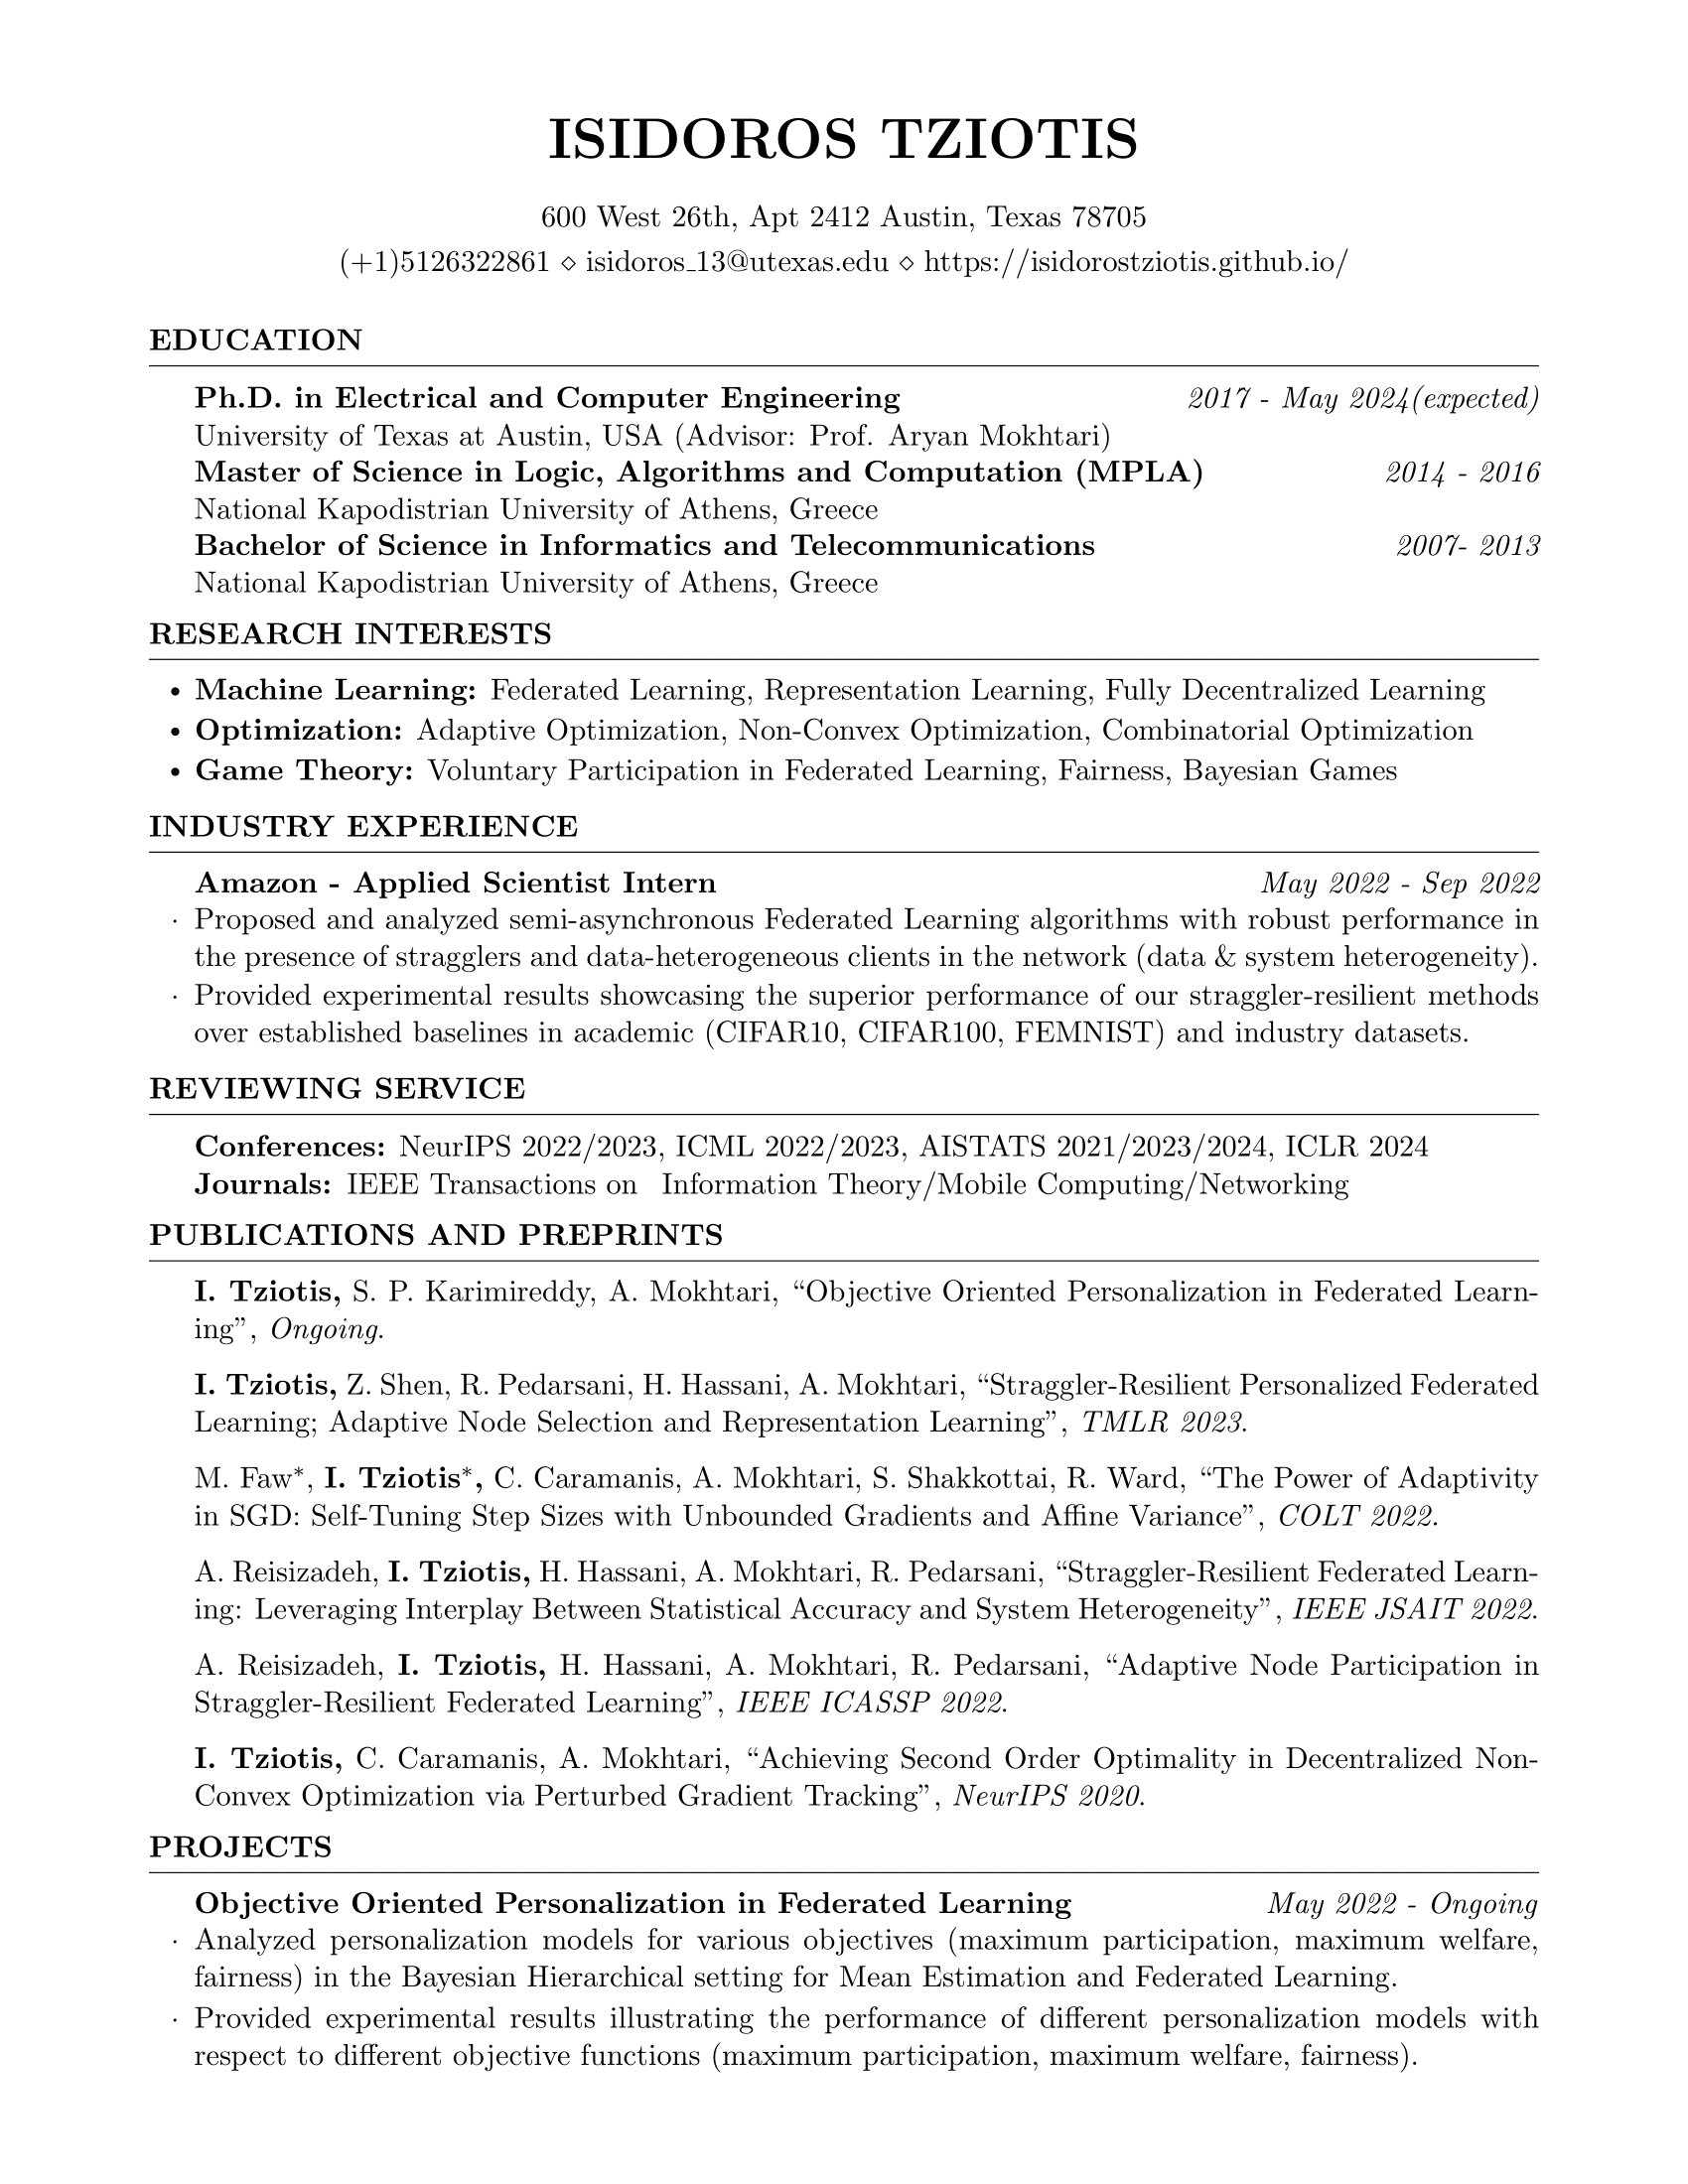 ISIDOROS TZIOTIS
600 West 26th, Apt 2412 Austin, Texas 78705
(+1)5126322861 ⋄ isidoros_13@utexas.edu ⋄ https://isidorostziotis.github.io/
EDUCATION
Ph.D. in Electrical and Computer Engineering 2017 - May 2024(expected)
University of Texas at Austin, USA (Advisor: Prof. Aryan Mokhtari)
Master of Science in Logic, Algorithms and Computation (MPLA) 2014 - 2016
National Kapodistrian University of Athens, Greece
Bachelor of Science in Informatics and Telecommunications 2007- 2013
National Kapodistrian University of Athens, Greece
RESEARCH INTERESTS
• Machine Learning: Federated Learning, Representation Learning, Fully Decentralized Learning
• Optimization: Adaptive Optimization, Non-Convex Optimization, Combinatorial Optimization
• Game Theory: Voluntary Participation in Federated Learning, Fairness, Bayesian Games
INDUSTRY EXPERIENCE
Amazon - Applied Scientist Intern May 2022 - Sep 2022
· Proposed and analyzed semi-asynchronous Federated Learning algorithms with robust performance in
the presence of stragglers and data-heterogeneous clients in the network (data & system heterogeneity).
· Provided experimental results showcasing the superior performance of our straggler-resilient methods
over established baselines in academic (CIFAR10, CIFAR100, FEMNIST) and industry datasets.
REVIEWING SERVICE
Conferences: NeurIPS 2022/2023, ICML 2022/2023, AISTATS 2021/2023/2024, ICLR 2024
Journals: IEEE Transactions on Information Theory/Mobile Computing/Networking
PUBLICATIONS AND PREPRINTS
I. Tziotis, S. P. Karimireddy, A. Mokhtari, “Objective Oriented Personalization in Federated Learn-
ing”, Ongoing.
I. Tziotis, Z. Shen, R. Pedarsani, H. Hassani, A. Mokhtari, “Straggler-Resilient Personalized Federated
Learning; Adaptive Node Selection and Representation Learning”, TMLR 2023.
M. Faw*, I. Tziotis*, C. Caramanis, A. Mokhtari, S. Shakkottai, R. Ward, “The Power of Adaptivity
in SGD: Self-Tuning Step Sizes with Unbounded Gradients and Affine Variance”, COLT 2022.
A. Reisizadeh, I. Tziotis, H. Hassani, A. Mokhtari, R. Pedarsani, “Straggler-Resilient Federated Learn-
ing: Leveraging Interplay Between Statistical Accuracy and System Heterogeneity”, IEEE JSAIT 2022.
A. Reisizadeh, I. Tziotis, H. Hassani, A. Mokhtari, R. Pedarsani, “Adaptive Node Participation in
Straggler-Resilient Federated Learning”, IEEE ICASSP 2022.
I. Tziotis, C. Caramanis, A. Mokhtari, “Achieving Second Order Optimality in Decentralized Non-
Convex Optimization via Perturbed Gradient Tracking”, NeurIPS 2020.
PROJECTS
Objective Oriented Personalization in Federated Learning May 2022 - Ongoing
· Analyzed personalization models for various objectives (maximum participation, maximum welfare,
fairness) in the Bayesian Hierarchical setting for Mean Estimation and Federated Learning.
· Provided experimental results illustrating the performance of different personalization models with
respect to different objective functions (maximum participation, maximum welfare, fairness).